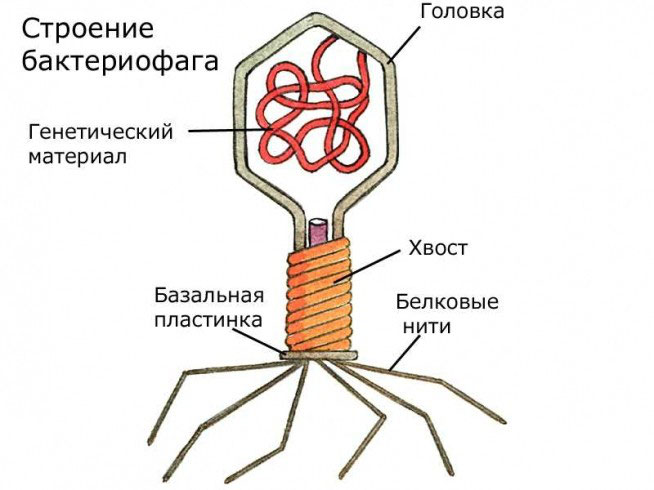 Строение
бактериофага
Головка
Генетический
материал
Хвост
Базальная
пластинка
Белковые
нити